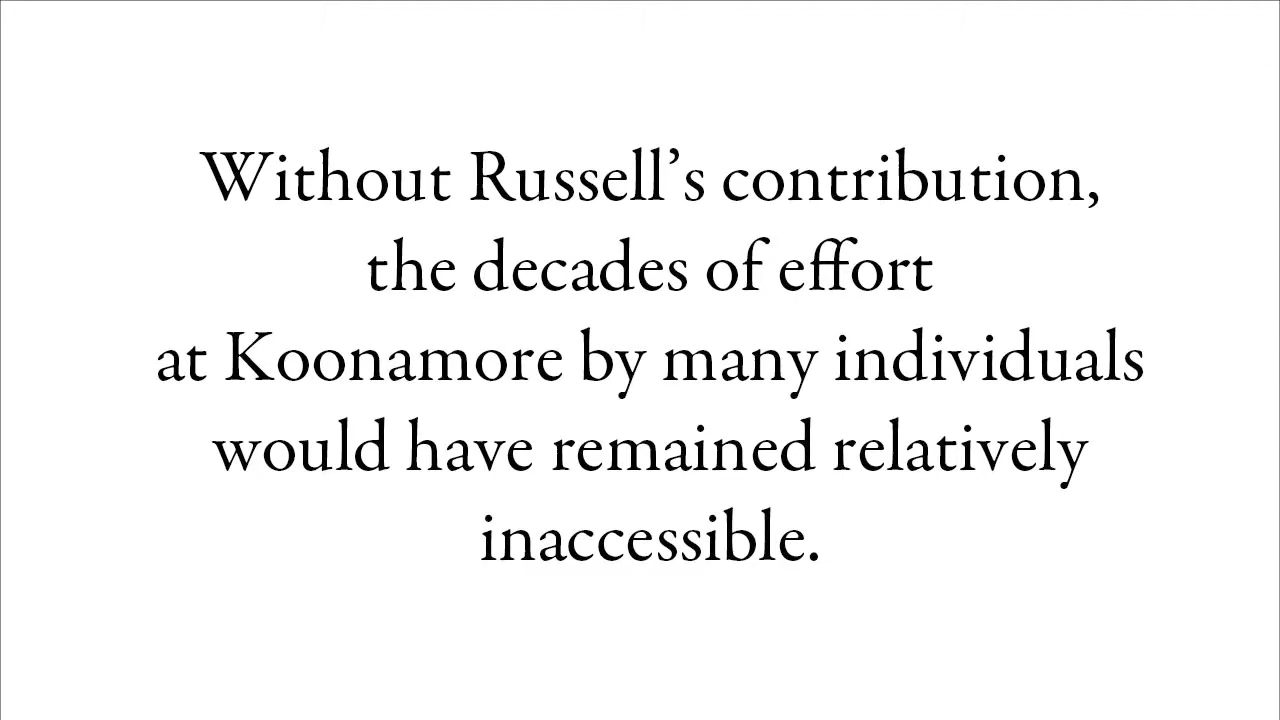 Without Russell’s contribution,
the decades of effort
at Koonamore by many individuals
would have remained relatively
inaccessible.